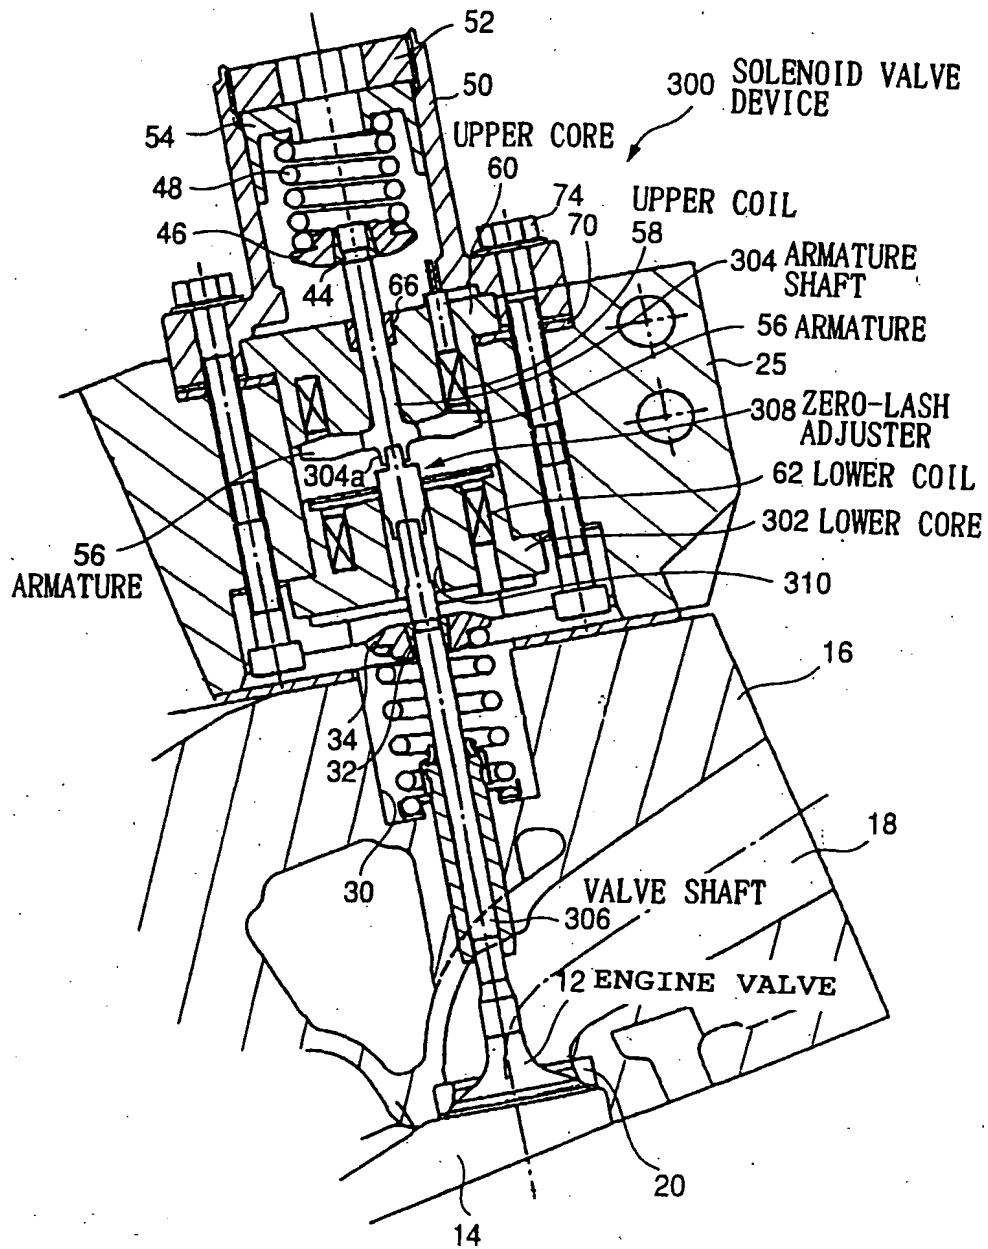 52
SOLENOID VALVE
300 DEVICE
50
54
UPPER CORE
60
74
48
UPPER COIL
70
58
46
304 ARMATURE
SHAFT
44
66
56 ARMATURE
25
308 ZERO-LASH
ADJUSTER
304a
62 LOWER COIL
302 LOWER CORE
56
ARMATURE
310
16
34
32
18
30
VALVE SHAFT
306
12 ENGINE VALVE
20
14